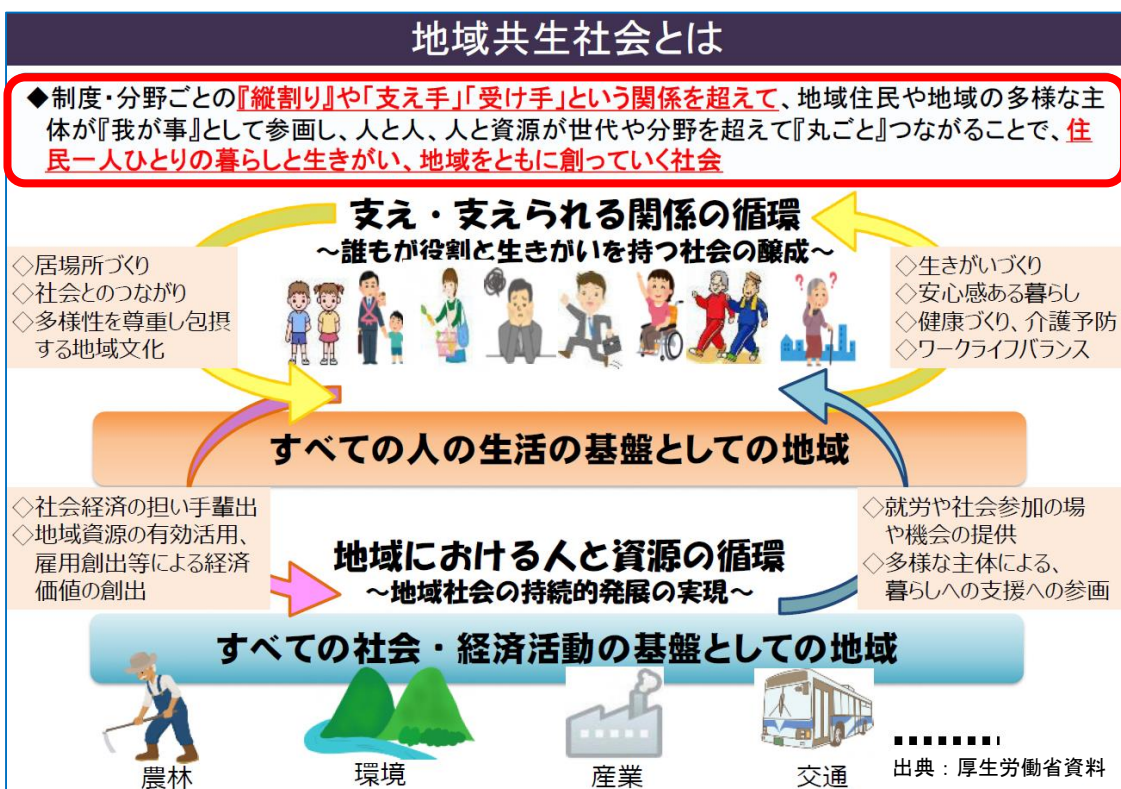 地域共生社会とは
◆制度・分野ごとの『縦割り』や「支え手」「受け手」という関係を超えて、地域住民や地域の多様な主
体が『我が事』として参画し、人と人、人と資源が世代や分野を超えて『丸ごと』つながることで、住
民一人ひとりの暮らしと生きがい、地域をともに創っていく社会
支え・支えられる関係の循環
～誰もが役割と生きがいを持つ社会の醸成～
◇居場所づくり
◇社会とのつながり
◇多様性を尊重し包摂
する地域文化
◇生きがいづくり
◇安心感ある暮らし
◇健康づくり、介護予防
◇ワークライフバランス
すべての人の生活の基盤としての地域
◇社会経済の担い手輩出
◇地域資源の有効活用、
雇用創出等による経済
価値の創出
地域における人と資源の循環
～地域社会の持続的発展の実現～
◇就労や社会参加の場
や機会の提供
◇多様な主体による、
暮らしへの支援への参画
すべての社会・経済活動の基盤としての地域
農林
環境
産業
交通
出典：厚生労働省資料